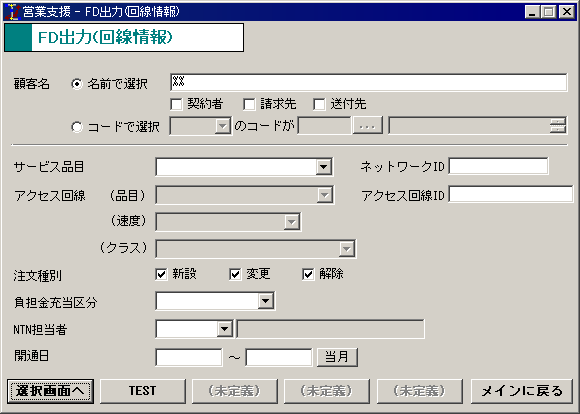 営業支援 - FD出力(回線情報)
FD出力(回線情報)
顧客名 名前で選択 %%
契約者 請求先 送付先
コードで選択 のコードが ...
サービス品目 ネットワークID
アクセス回線 (品目) アクセス回線ID
(速度)
(クラス)
注文種別 新設 変更 解除
負担金充当区分
NTN担当者
開通日 ～ 当月
選択画面へ TEST (未定義) (未定義) (未定義) メインに戻る